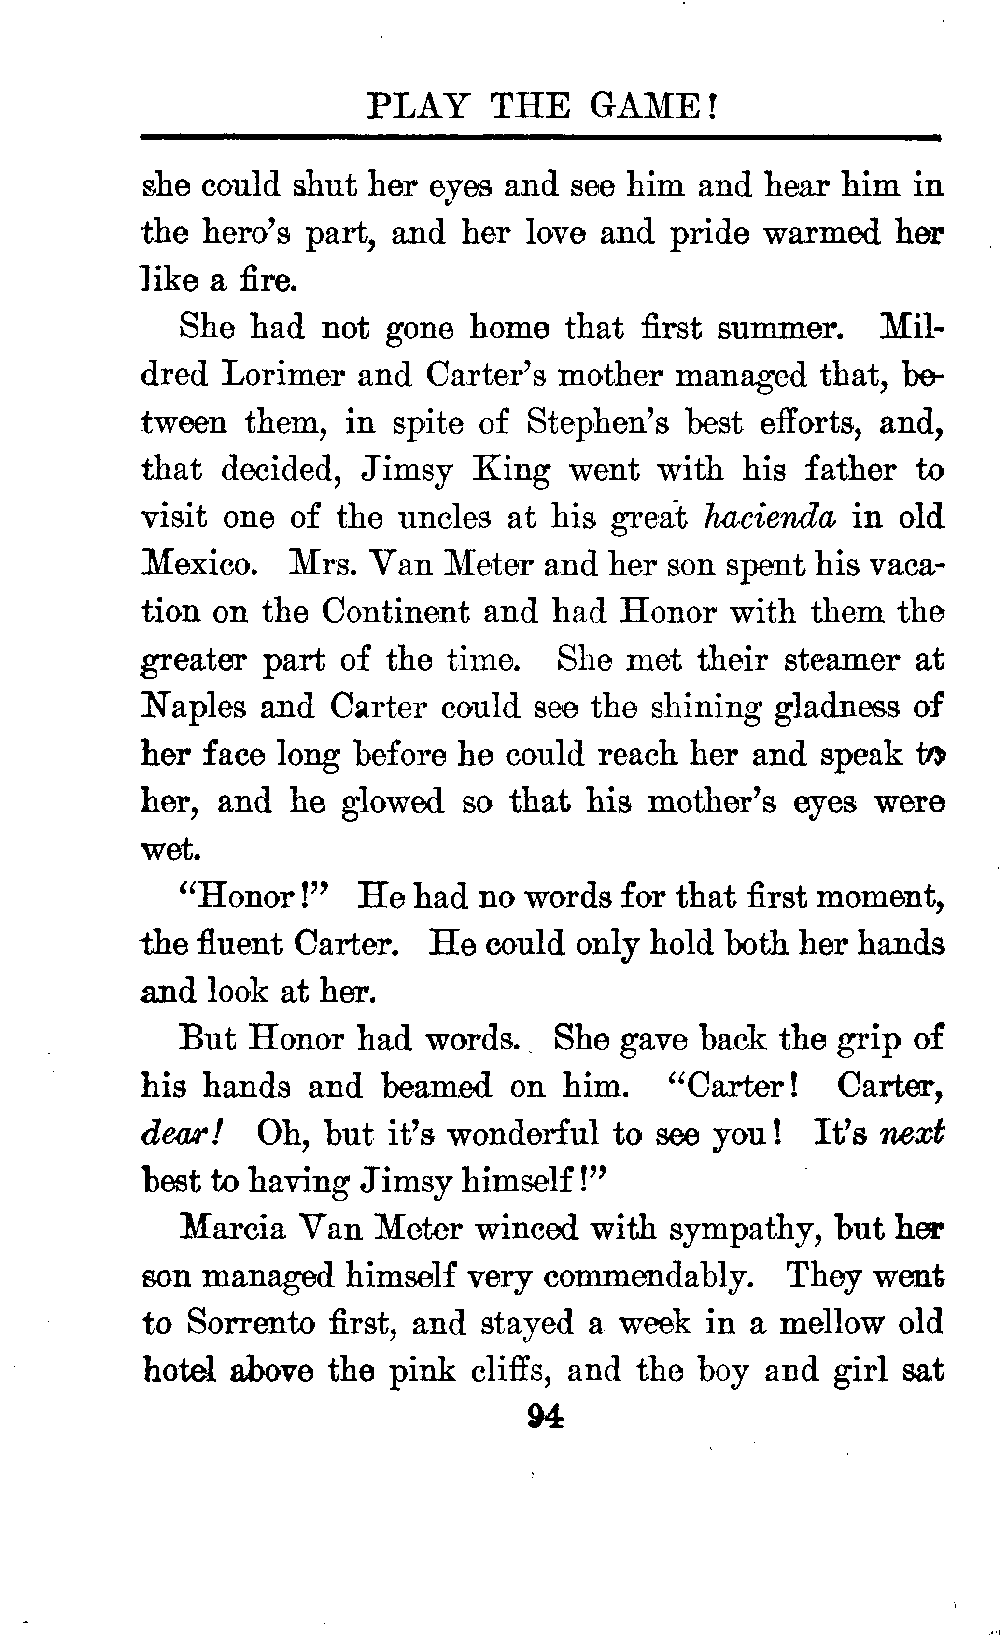 PLAY THE GAME!
she could shut her eyes and see him and hear him in
the hero's part, and her love and pride warmed her
like a fire.
She had not gone home that first summer. Mil-
dred Lorimer and Carter's mother managed that, be-
tween them, in spite of Stephen's best efforts, and,
that decided, Jimsy King went with his father to
visit one of the uncles at his great hacienda in old
Mexico. Mrs. Van Meter and her son spent his vaca-
tion on the Continent and had Honor with them the
greater part of the time. She met their steamer at
Naples and Carter could see the shining gladness of
her face long before he could reach her and speak to
her, and he glowed so that his mother's eyes were
wet.
"Honor!" He had no words for that first moment,
the fluent Carter. He could only hold both her hands
and look at her.
But Honor had words. She gave back the grip of
his hands and beamed on him. "Carter! Carter,
dear! Oh, but it's wonderful to see you! It's next
best to having Jimsy himself!"
Marcia Van Meter winced with sympathy, but her
son managed himself very commendably. They went
to Sorrento first, and stayed a week in a mellow old
hotel above the pink cliffs, and the boy and girl sat
94